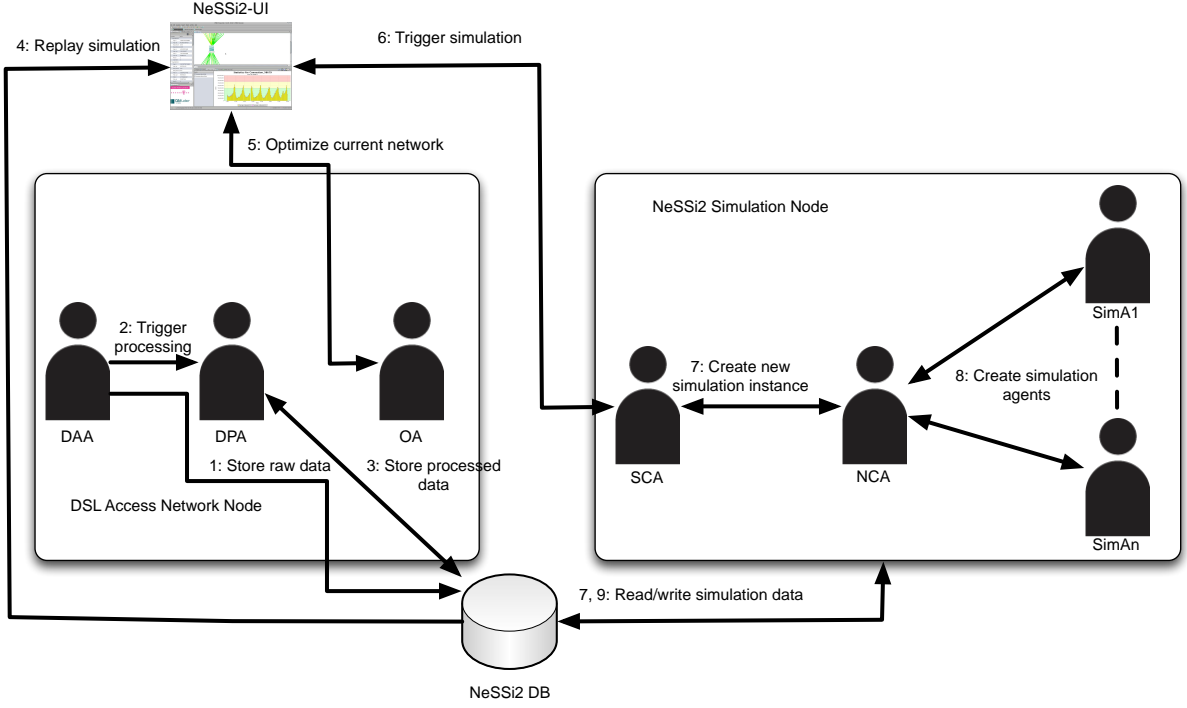 NeSSi2-UI
4: Replay simulation
6: Trigger simulation
5: Optimize current network
NeSSi2 Simulation Node
SimA1
2: Trigger
processing
7: Create new
simulation instance
8: Create simulation
agents
DAA
DPA
OA
1: Store raw data
3: Store processed
data
SCA
NCA
DSL Access Network Node
SimAn
7, 9: Read/write simulation data
NeSSi2 DB